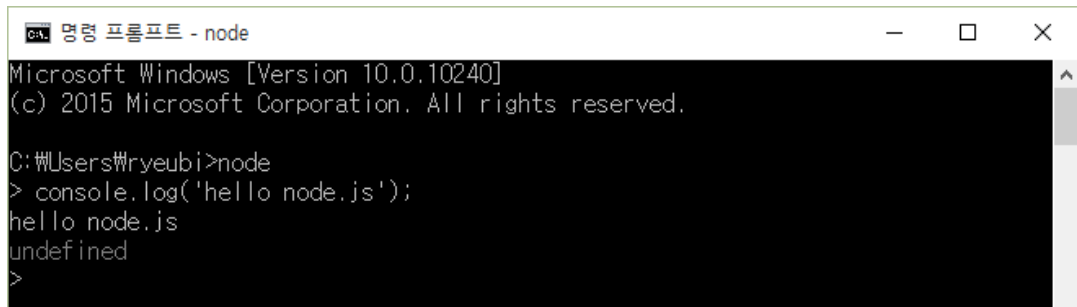 명령 프롬프트 - node
Microsoft Windows [Version 10.0.10240]
(c) 2015 Microsoft Corporation. All rights reserved.
C:₩Users₩ryeubi>node
> console.log('hello node.js');
hello node.js
undefined
>